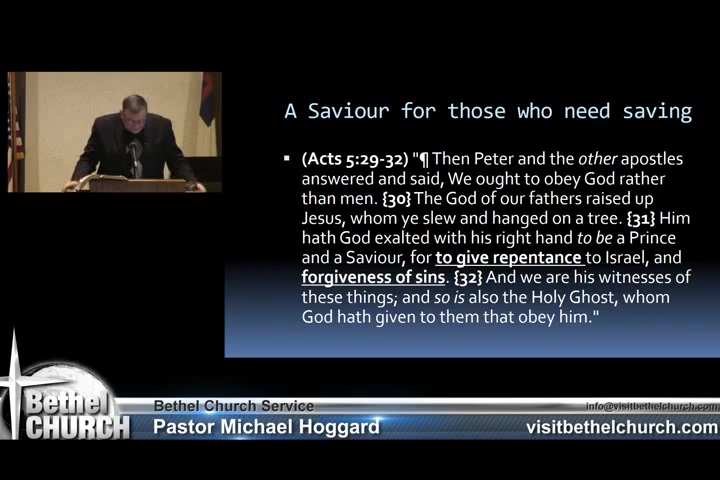 A Saviour for those who need saving
▪ (Acts 5:29-32) "¶ Then Peter and the other apostles
answered and said, We ought to obey God rather
than men. {30} The God of our fathers raised up
Jesus, whom ye slew and hanged on a tree. {31} Him
hath God exalted with his right hand to be a Prince
and a Saviour, for to give repentance to Israel, and
forgiveness of sins. {32} And we are his witnesses of
these things; and so is also the Holy Ghost, whom
God hath given to them that obey him."
Bethel
CHURCH
Bethel Church Service
info@visitbethelchurch.com
Pastor Michael Hoggard
visitbethelchurch.com